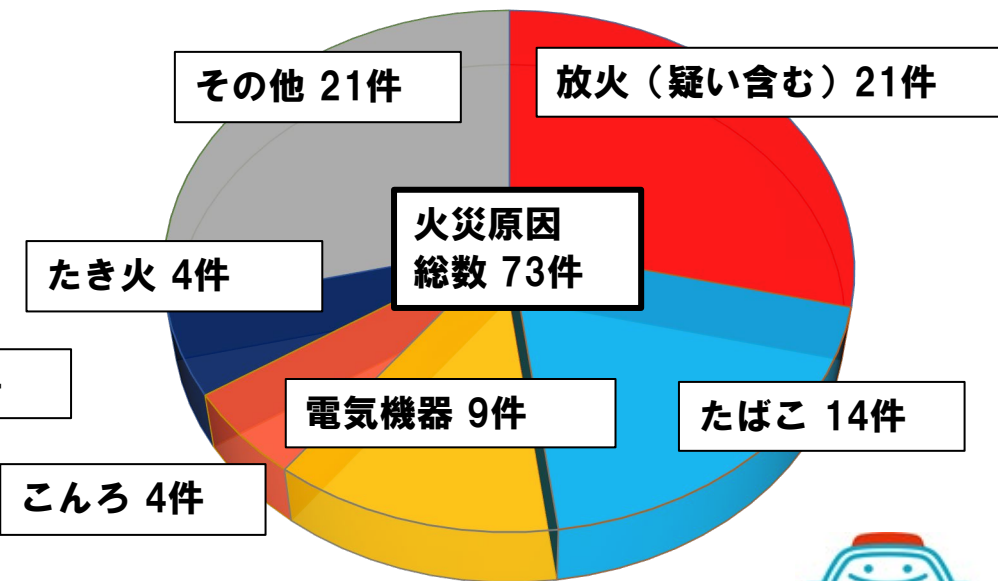 その他 21件
放火（疑い含む）21件
火災原因
総数 73件
たき火 4件
電気機器 9件
たばこ 14件
こんろ 4件